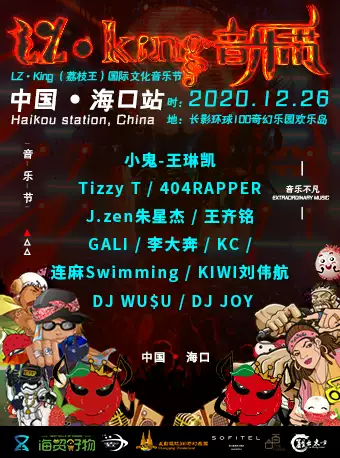 LZ·king音乐节
LZ·King（荔枝王）国际文化音乐节
中国·海口站 时：2020.12.26
Haikou station, China 地：长影环球100奇幻乐园欢乐岛
音乐节
音乐不凡
EXTRAORDINARY MUSIC
小鬼-王琳凯
Tizzy T / 404RAPPER
J.zen朱星杰 / 王齐铭
GALI / 李大奔 / KC /
连麻Swimming / KIWI刘伟航
DJ WU$U / DJ JOY
中国 · 海口
海贸好物
SOFITEL